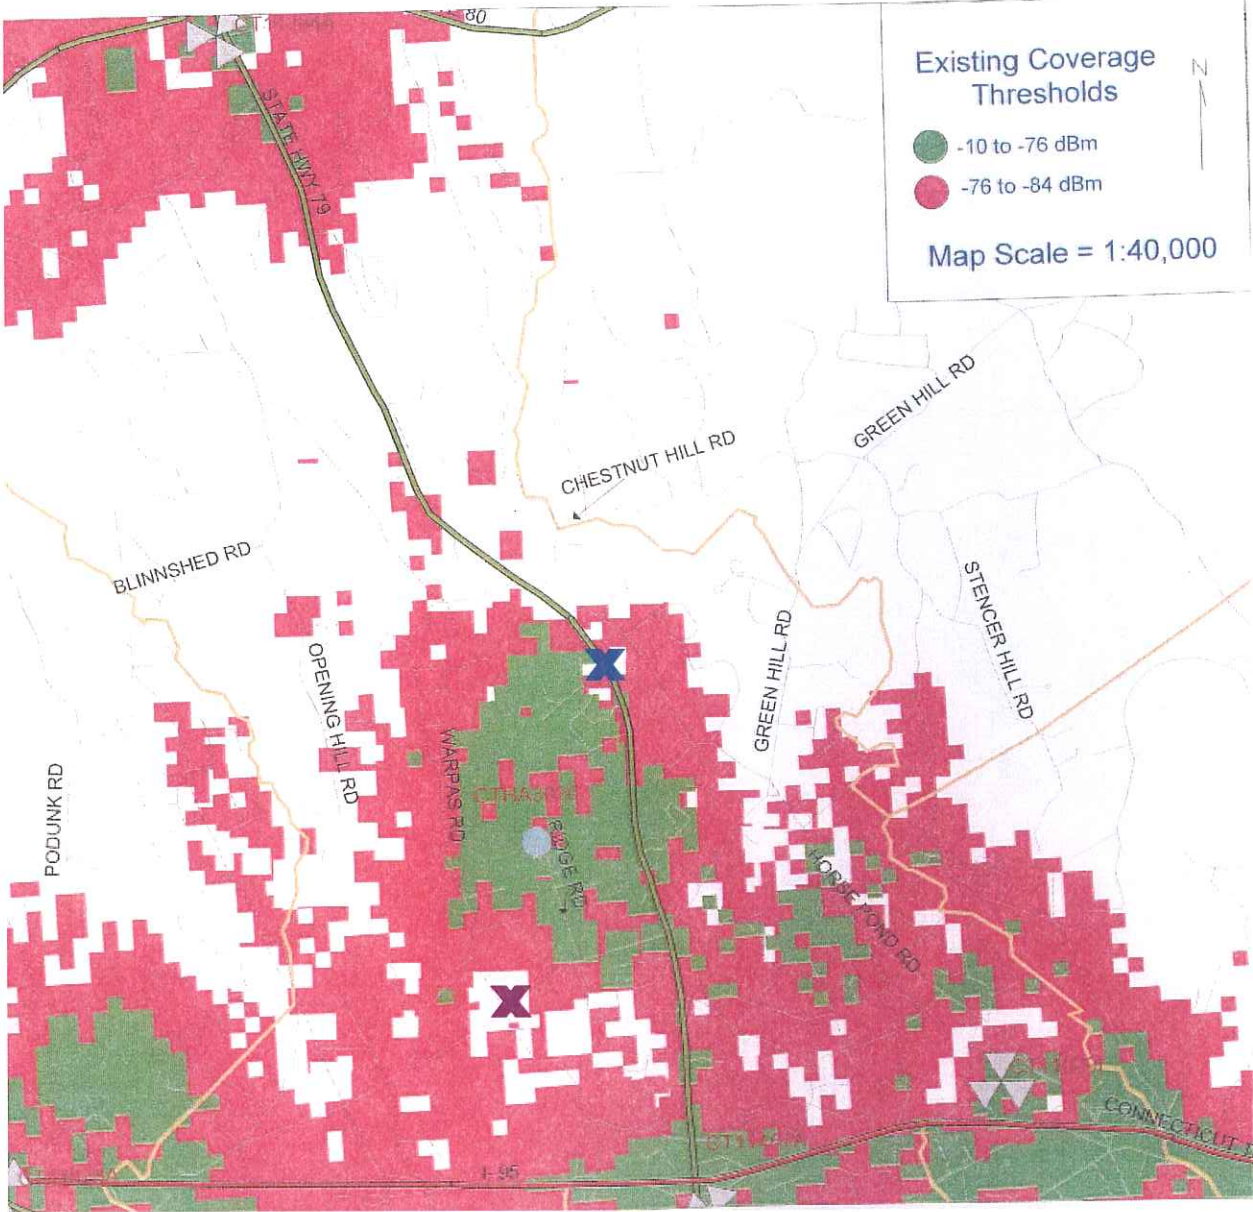 80
Existing Coverage
Thresholds
N
-10 to -76 dBm
-76 to -84 dBm
Map Scale = 1:40,000
STATE HWY 79
GREEN HILL RD
CHESTNUT HILL RD
BLINNSHED RD
STENCER HILL RD
GREEN HILL RD
OPENING HILL RD
WARPAS RD
PODUNK RD
X
RIDGE RD
HORSE POND RD
X
CONNECTICUT
I-95